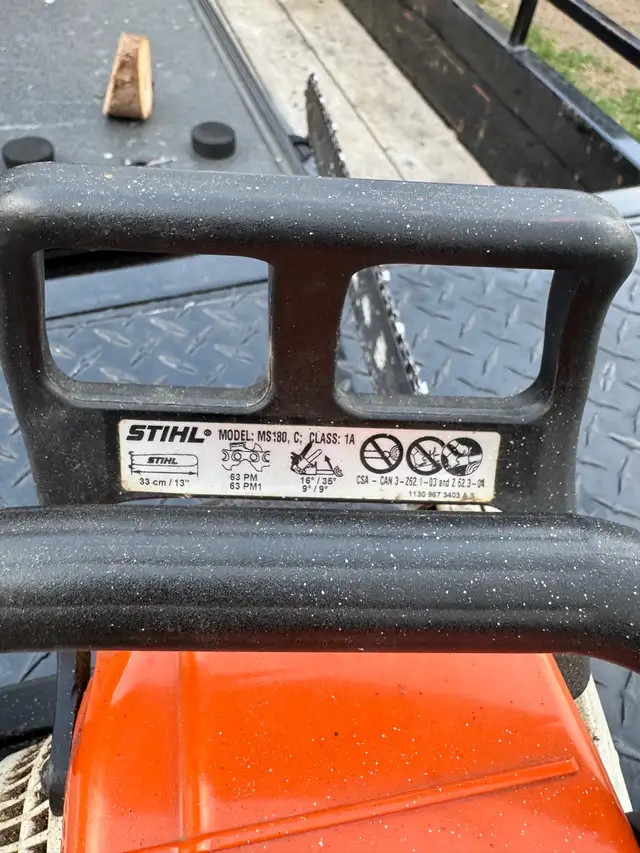 STIHL® MODEL: MS180, C; CLASS: 1A
STIHL
33 cm / 13"
63 PM
63 PM1
16° / 35°
9° / 9°
CSA - CAN 3-Z62.1-03 and Z 62.3-04
1130 967 3403 A S